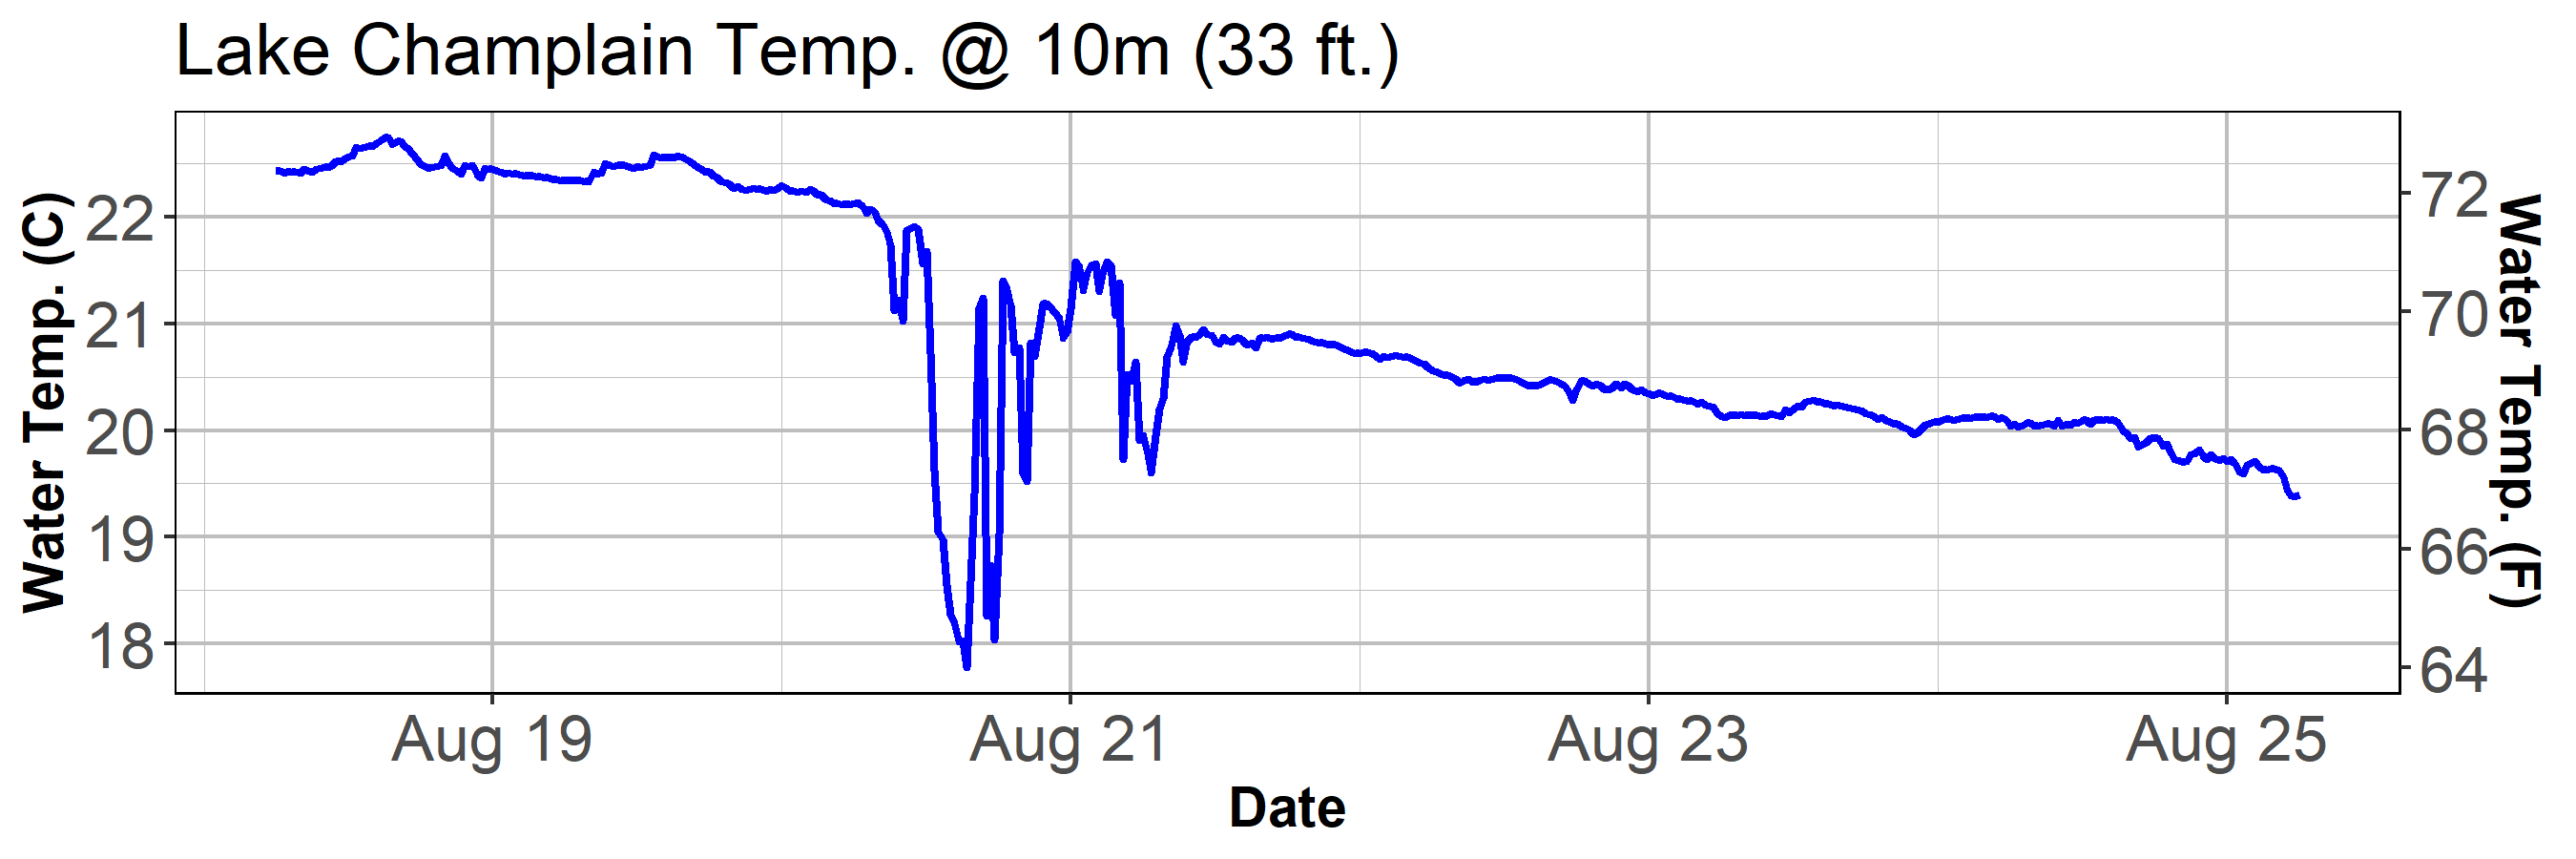 Lake Champlain Temp. @ 10m (33 ft.)
Water Temp. (C)
22
21
20
19
18
72
70
68
66
64
Water Temp. (F)
Aug 19
Aug 21
Aug 23
Aug 25
Date